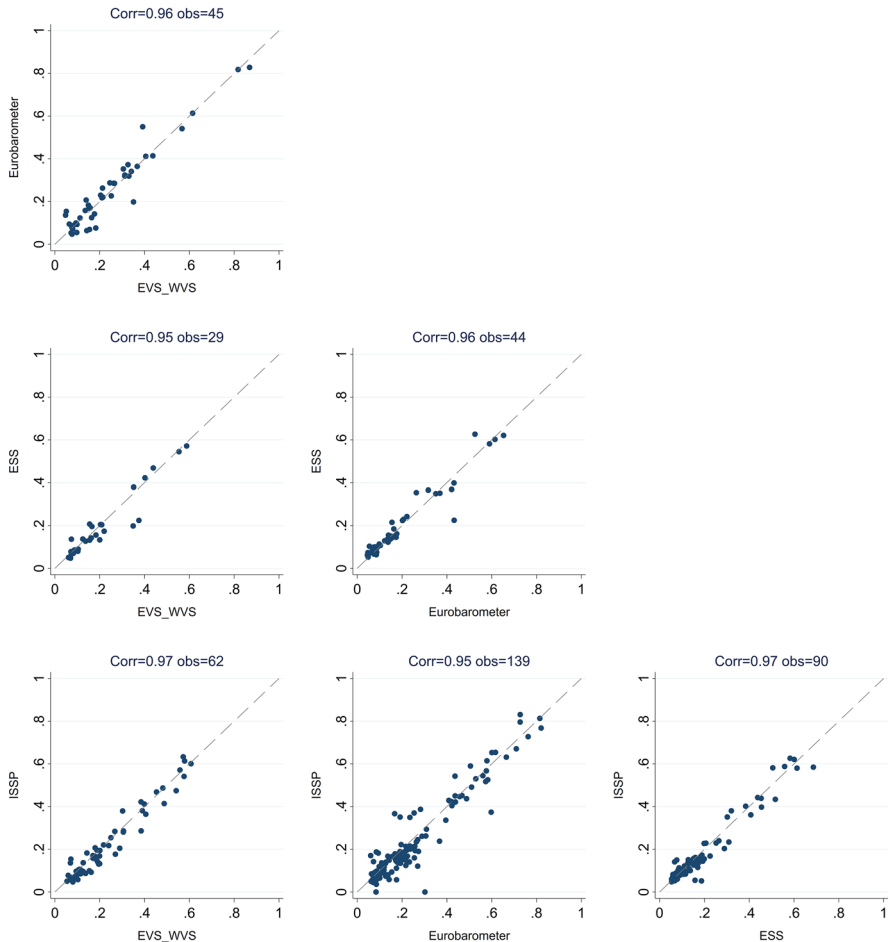 Corr=0.96 obs=45
Eurobarometer
0 .2 .4 .6 .8 1
0 .2 .4 .6 .8 1
EVS_WVS
Corr=0.95 obs=29
ESS
0 .2 .4 .6 .8 1
0 .2 .4 .6 .8 1
EVS_WVS
Corr=0.96 obs=44
ESS
0 .2 .4 .6 .8 1
0 .2 .4 .6 .8 1
Eurobarometer
Corr=0.97 obs=62
ISSP
0 .2 .4 .6 .8 1
0 .2 .4 .6 .8 1
EVS_WVS
Corr=0.95 obs=139
ISSP
0 .2 .4 .6 .8 1
0 .2 .4 .6 .8 1
Eurobarometer
Corr=0.97 obs=90
ISSP
0 .2 .4 .6 .8 1
0 .2 .4 .6 .8 1
ESS